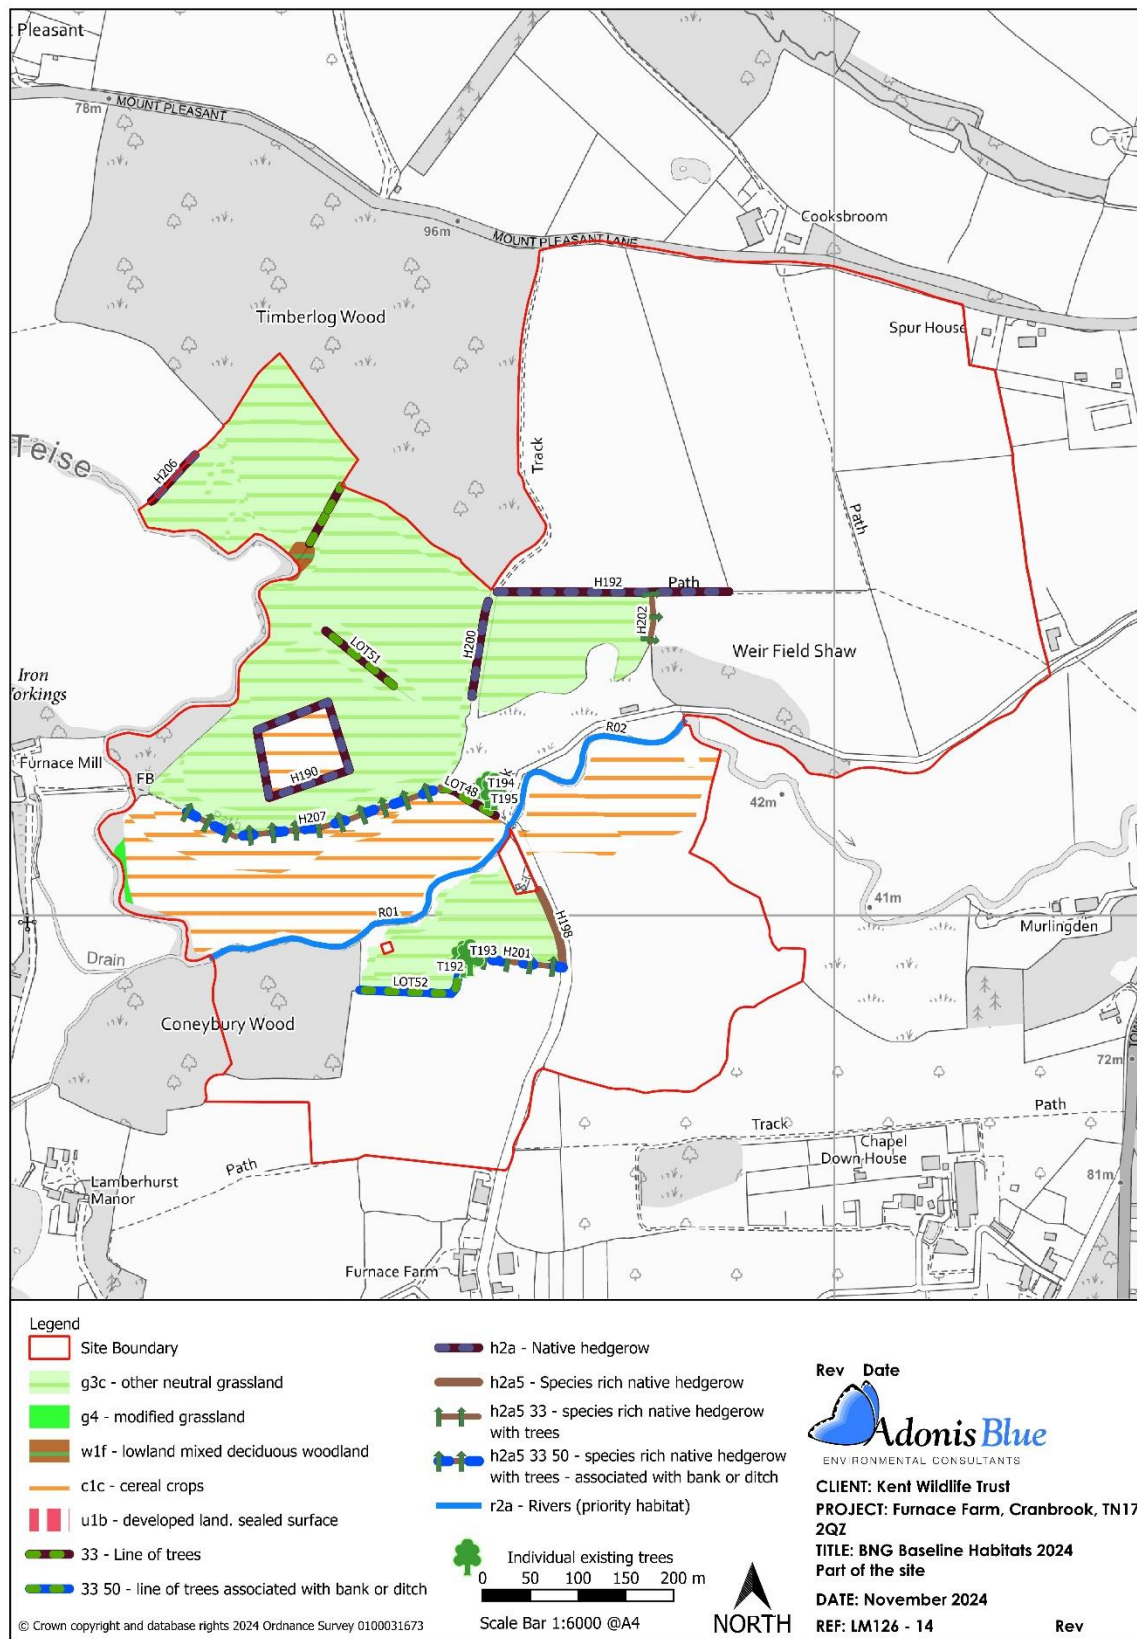 Pleasant
MOUNT PLEASANT
78m
96m
MOUNT PLEASANT LANE
Cooksbroom
Spur House
Timberlog Wood
Teise
Track
Path
H206
H192
Path
H202
H200
Weir Field Shaw
LOT51
Iron
Furnace Mill
FB
H190
R02
T194
T195
LOT48
42m
H207
41m
Murlingden
R01
H198
Drain
T193
H201
T192
LOT52
Coneybury Wood
72m
Track
Path
Chapel
Down House
81m
Path
Lamberhurst
Manor
Furnace Farm
Legend
Site Boundary
g3c - other neutral grassland
g4 - modified grassland
w1f - lowland mixed deciduous woodland
c1c - cereal crops
u1b - developed land. sealed surface
33 - Line of trees
33 50 - line of trees associated with bank or ditch
© Crown copyright and database rights 2024 Ordnance Survey 0100031673
h2a - Native hedgerow
h2a5 - Species rich native hedgerow
h2a5 33 - species rich native hedgerow
with trees
h2a5 33 50 - species rich native hedgerow
with trees - associated with bank or ditch
r2a - Rivers (priority habitat)
Individual existing trees
0 50 100 150 200 m
Scale Bar 1:6000 @A4
NORTH
Rev Date
Adonis Blue
ENVIRONMENTAL CONSULTANTS
CLIENT: Kent Wildlife Trust
PROJECT: Furnace Farm, Cranbrook, TN17
2QZ
TITLE: BNG Baseline Habitats 2024
Part of the site
DATE: November 2024
REF: LM126 - 14 Rev